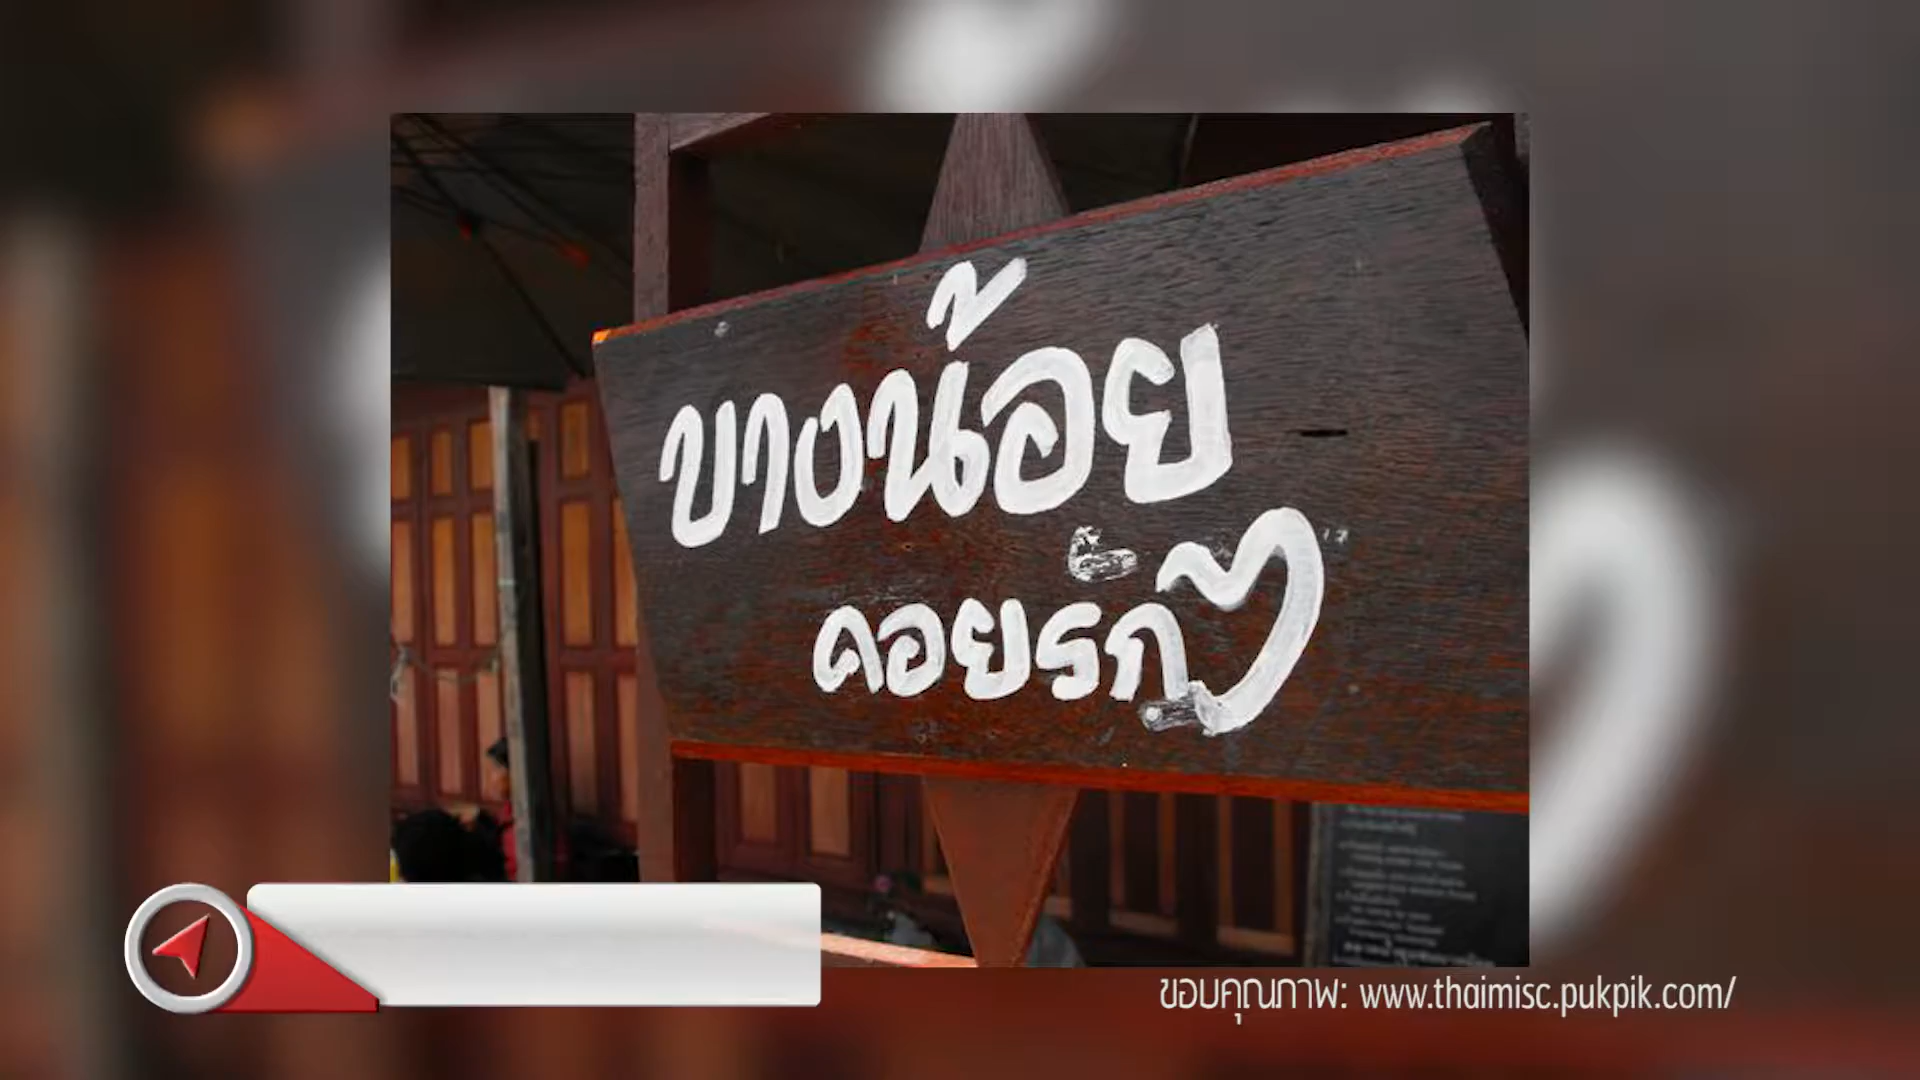 บางน้อย
คอยรัก
ขอบคุณภาพ: www.thaimisc.pukpik.com/